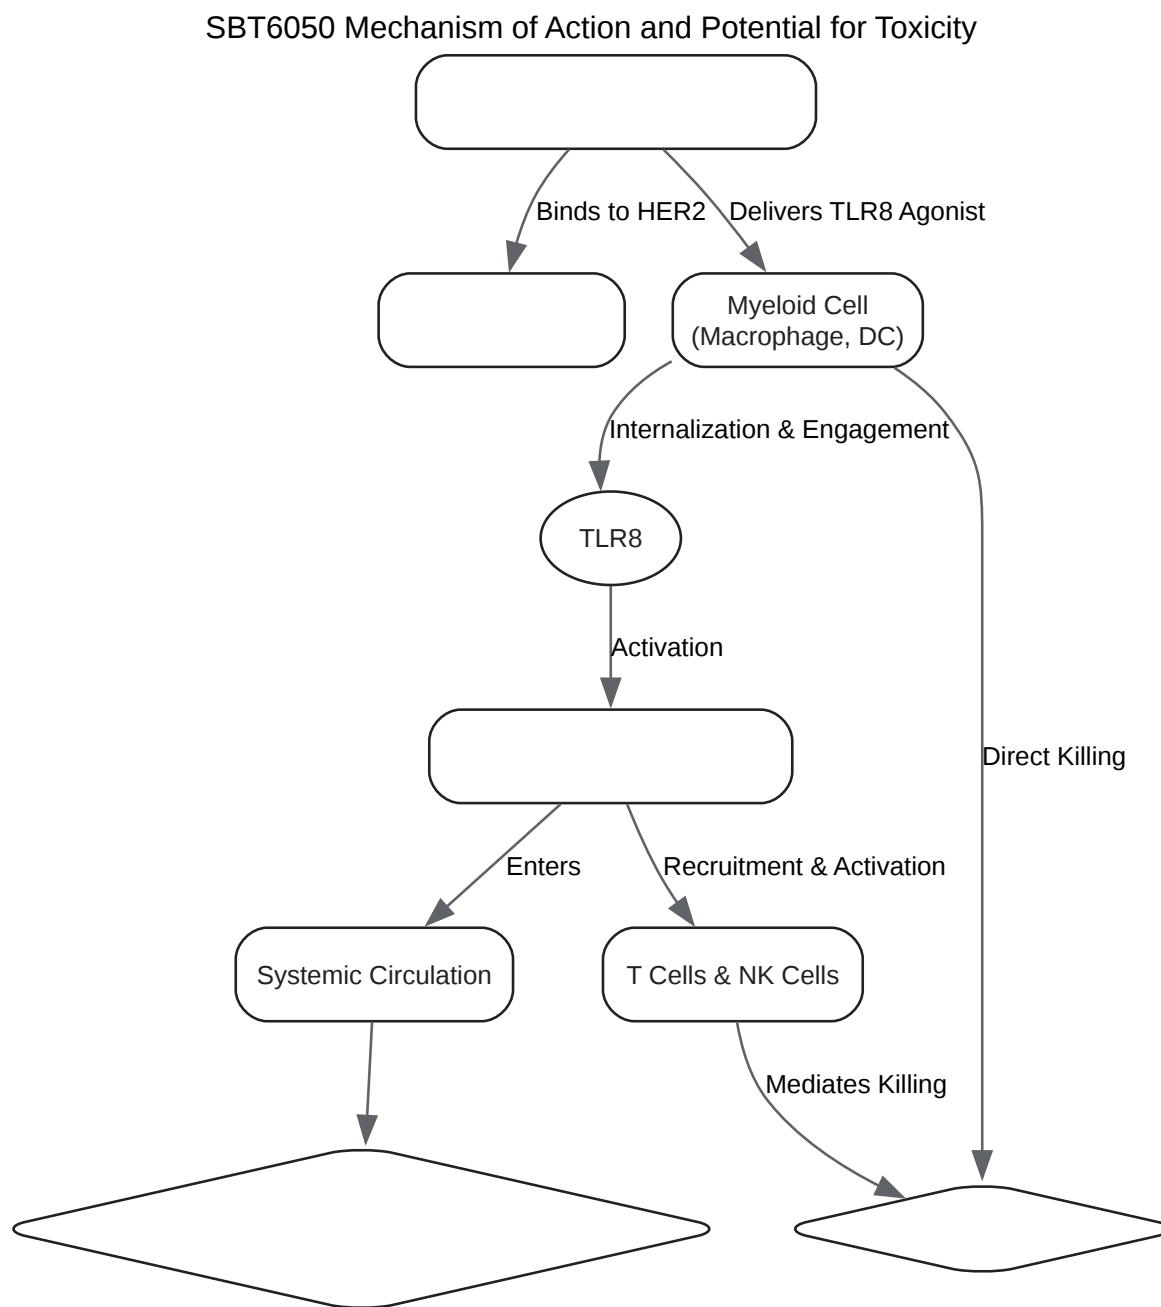 SBT6050 Mechanism of Action and Potential for Toxicity
Binds to HER2
Delivers TLR8 Agonist
Myeloid Cell
(Macrophage, DC)
Internalization & Engagement
TLR8
Activation
Direct Killing
Enters
Recruitment & Activation
Systemic Circulation
T Cells & NK Cells
Mediates Killing